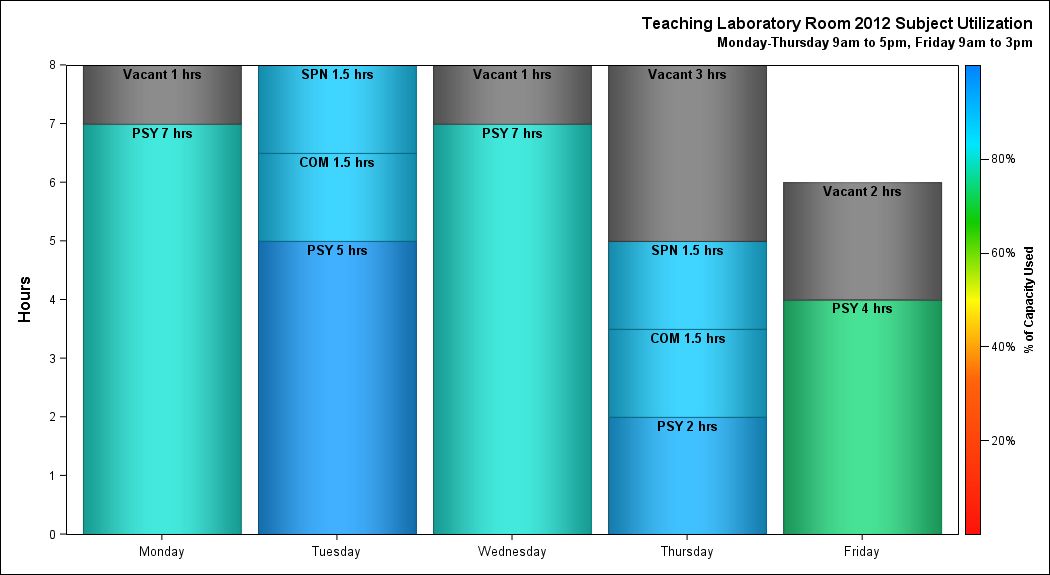 Teaching Laboratory Room 2012 Subject Utilization
Monday-Thursday 9am to 5pm, Friday 9am to 3pm
Hours
8
7
6
5
4
3
2
1
0
Vacant 1 hrs
PSY 7 hrs
SPN 1.5 hrs
COM 1.5 hrs
PSY 5 hrs
Vacant 1 hrs
PSY 7 hrs
Vacant 3 hrs
SPN 1.5 hrs
COM 1.5 hrs
PSY 2 hrs
Vacant 2 hrs
PSY 4 hrs
Monday
Tuesday
Wednesday
Thursday
Friday
80%
60%
40%
20%
% of Capacity Used